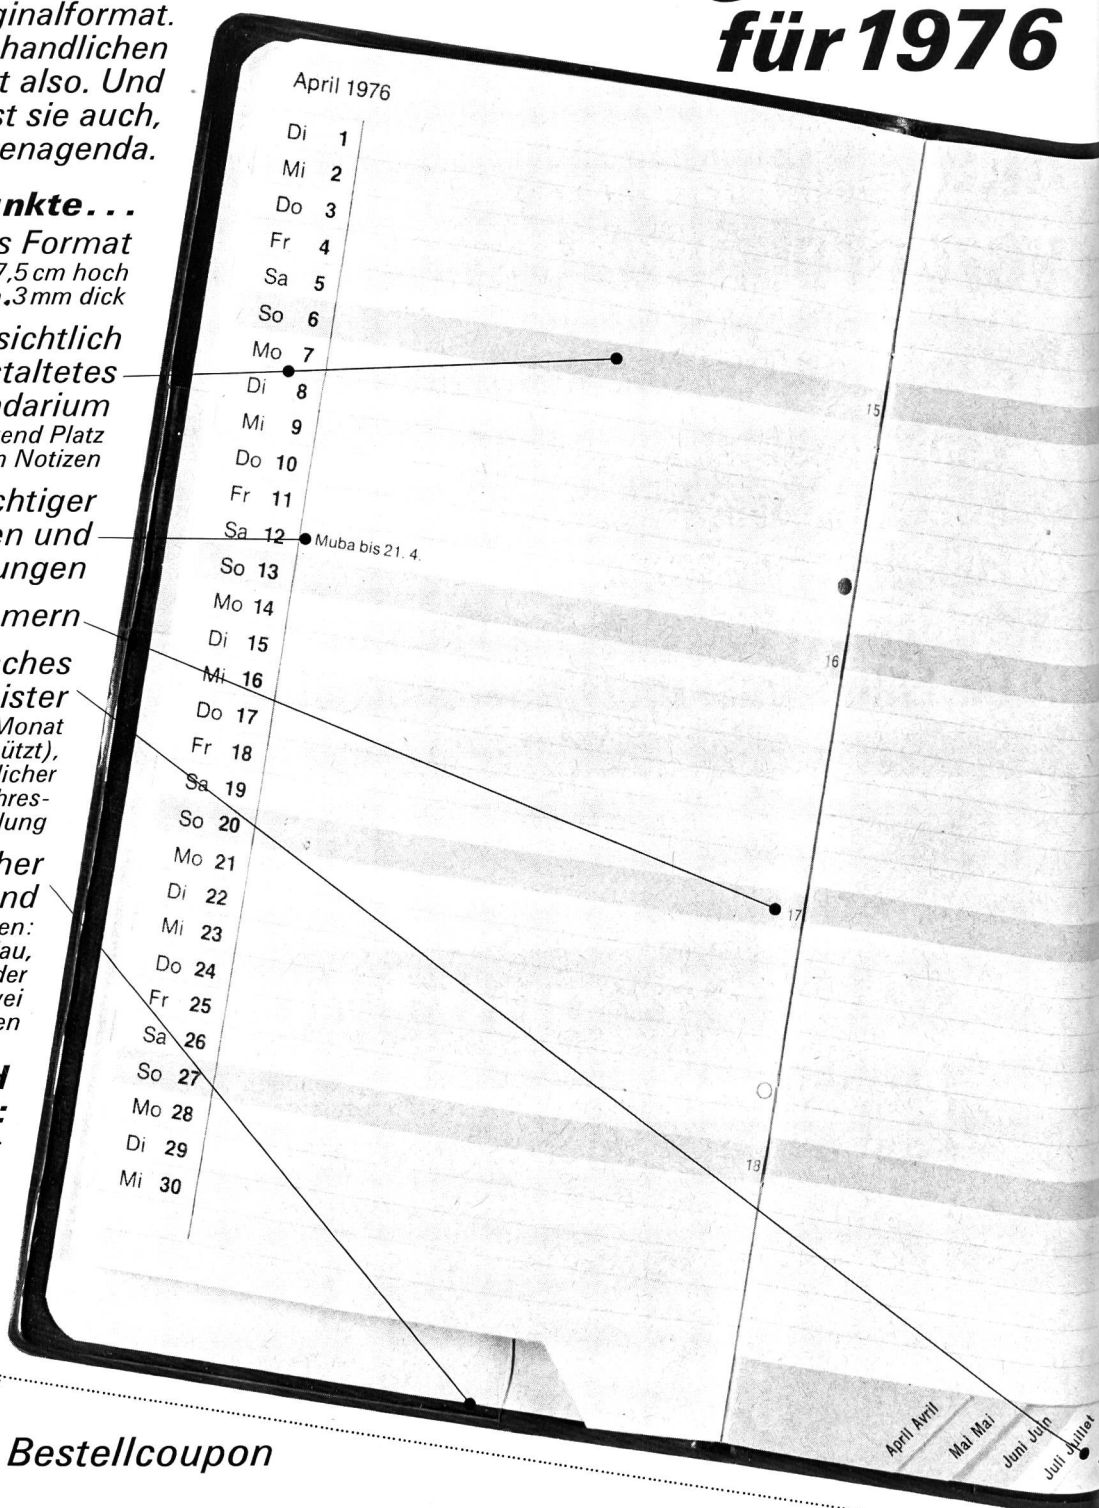 für 1976
ginalformat.
handlichen
t also. Und
st sie auch,
enagenda.
nkte...
s Format
7,5 cm hoch
.3 mm dick
sichtlich
taltetes
darium
end Platz
n Notizen
chtiger
en und
ungen
mern
ches
ister
Monat
ützt),
licher
hres-
lung
her
nd
en:
au,
der
vei
en
April 1976
Di 1
Mi 2
Do 3
Fr 4
Sa 5
So 6
Mo 7
Di 8
Mi 9
Do 10
Fr 11
Sa 12 Muba bis 21. 4.
So 13
Mo 14
Di 15
Mi 16
Do 17
Fr 18
Sa 19
So 20
Mo 21
Di 22
Mi 23
Do 24
Fr 25
Sa 26
So 27
Mo 28
Di 29
Mi 30
15
16
17
18
April Avril
Mai Mai
Juni Juin
Juli Juillet
Bestellcoupon